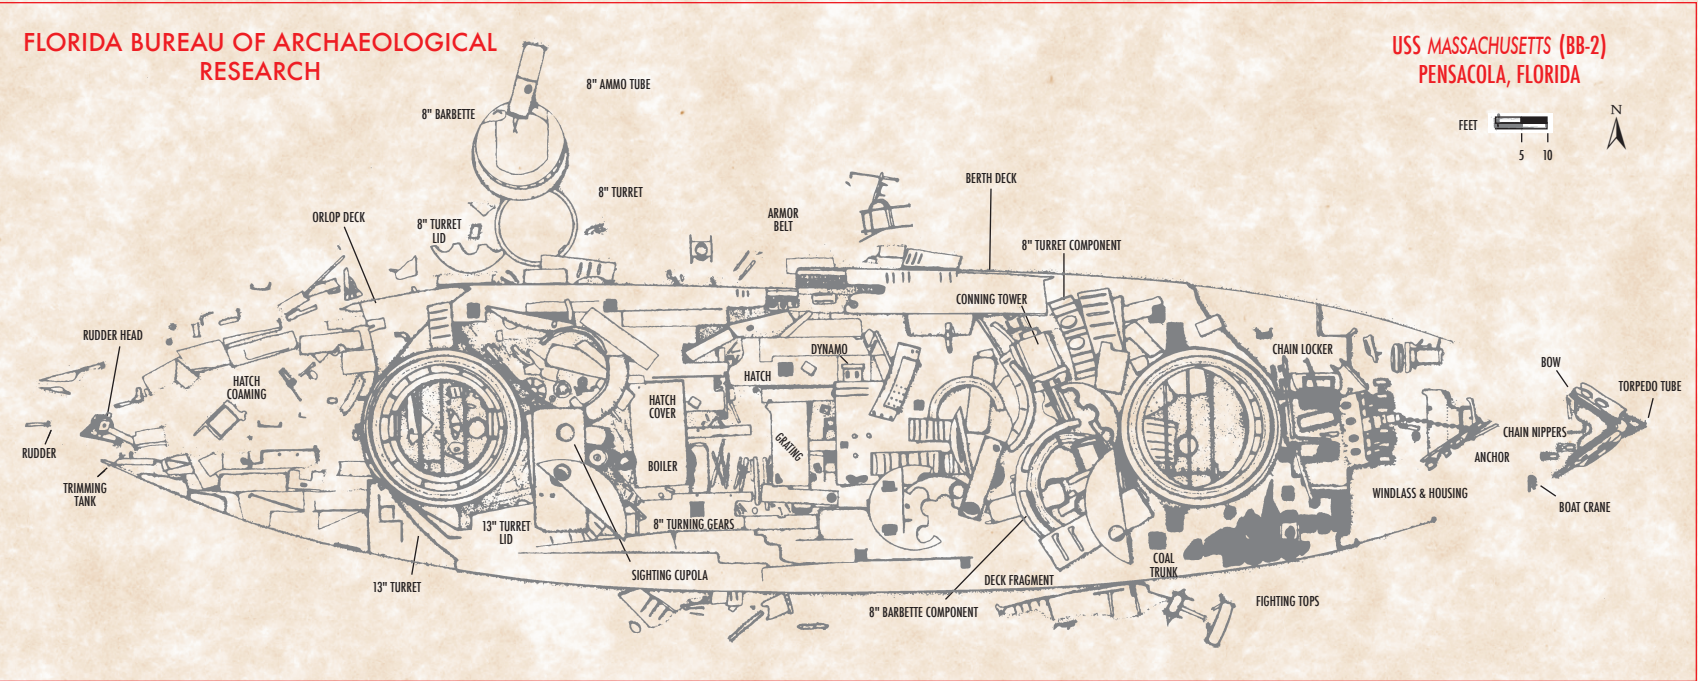 FLORIDA BUREAU OF ARCHAEOLOGICAL
RESEARCH
USS MASSACHUSETTS (BB-2)
PENSACOLA, FLORIDA
N
FEET
5 10
8" AMMO TUBE
8" BARBETTE
8" TURRET
BERTH DECK
ORLOP DECK
8" TURRET
LID
ARMOR
BELT
8" TURRET COMPONENT
CONNING TOWER
RUDDER HEAD
DYNAMO
CHAIN LOCKER
BOW
HATCH
COAMING
HATCH
TORPEDO TUBE
HATCH
COVER
CHAIN NIPPERS
RUDDER
GRATING
ANCHOR
BOILER
TRIMMING
TANK
WINDLASS & HOUSING
BOAT CRANE
13" TURRET
LID
8" TURNING GEARS
COAL
TRUNK
SIGHTING CUPOLA
DECK FRAGMENT
13" TURRET
8" BARBETTE COMPONENT
FIGHTING TOPS